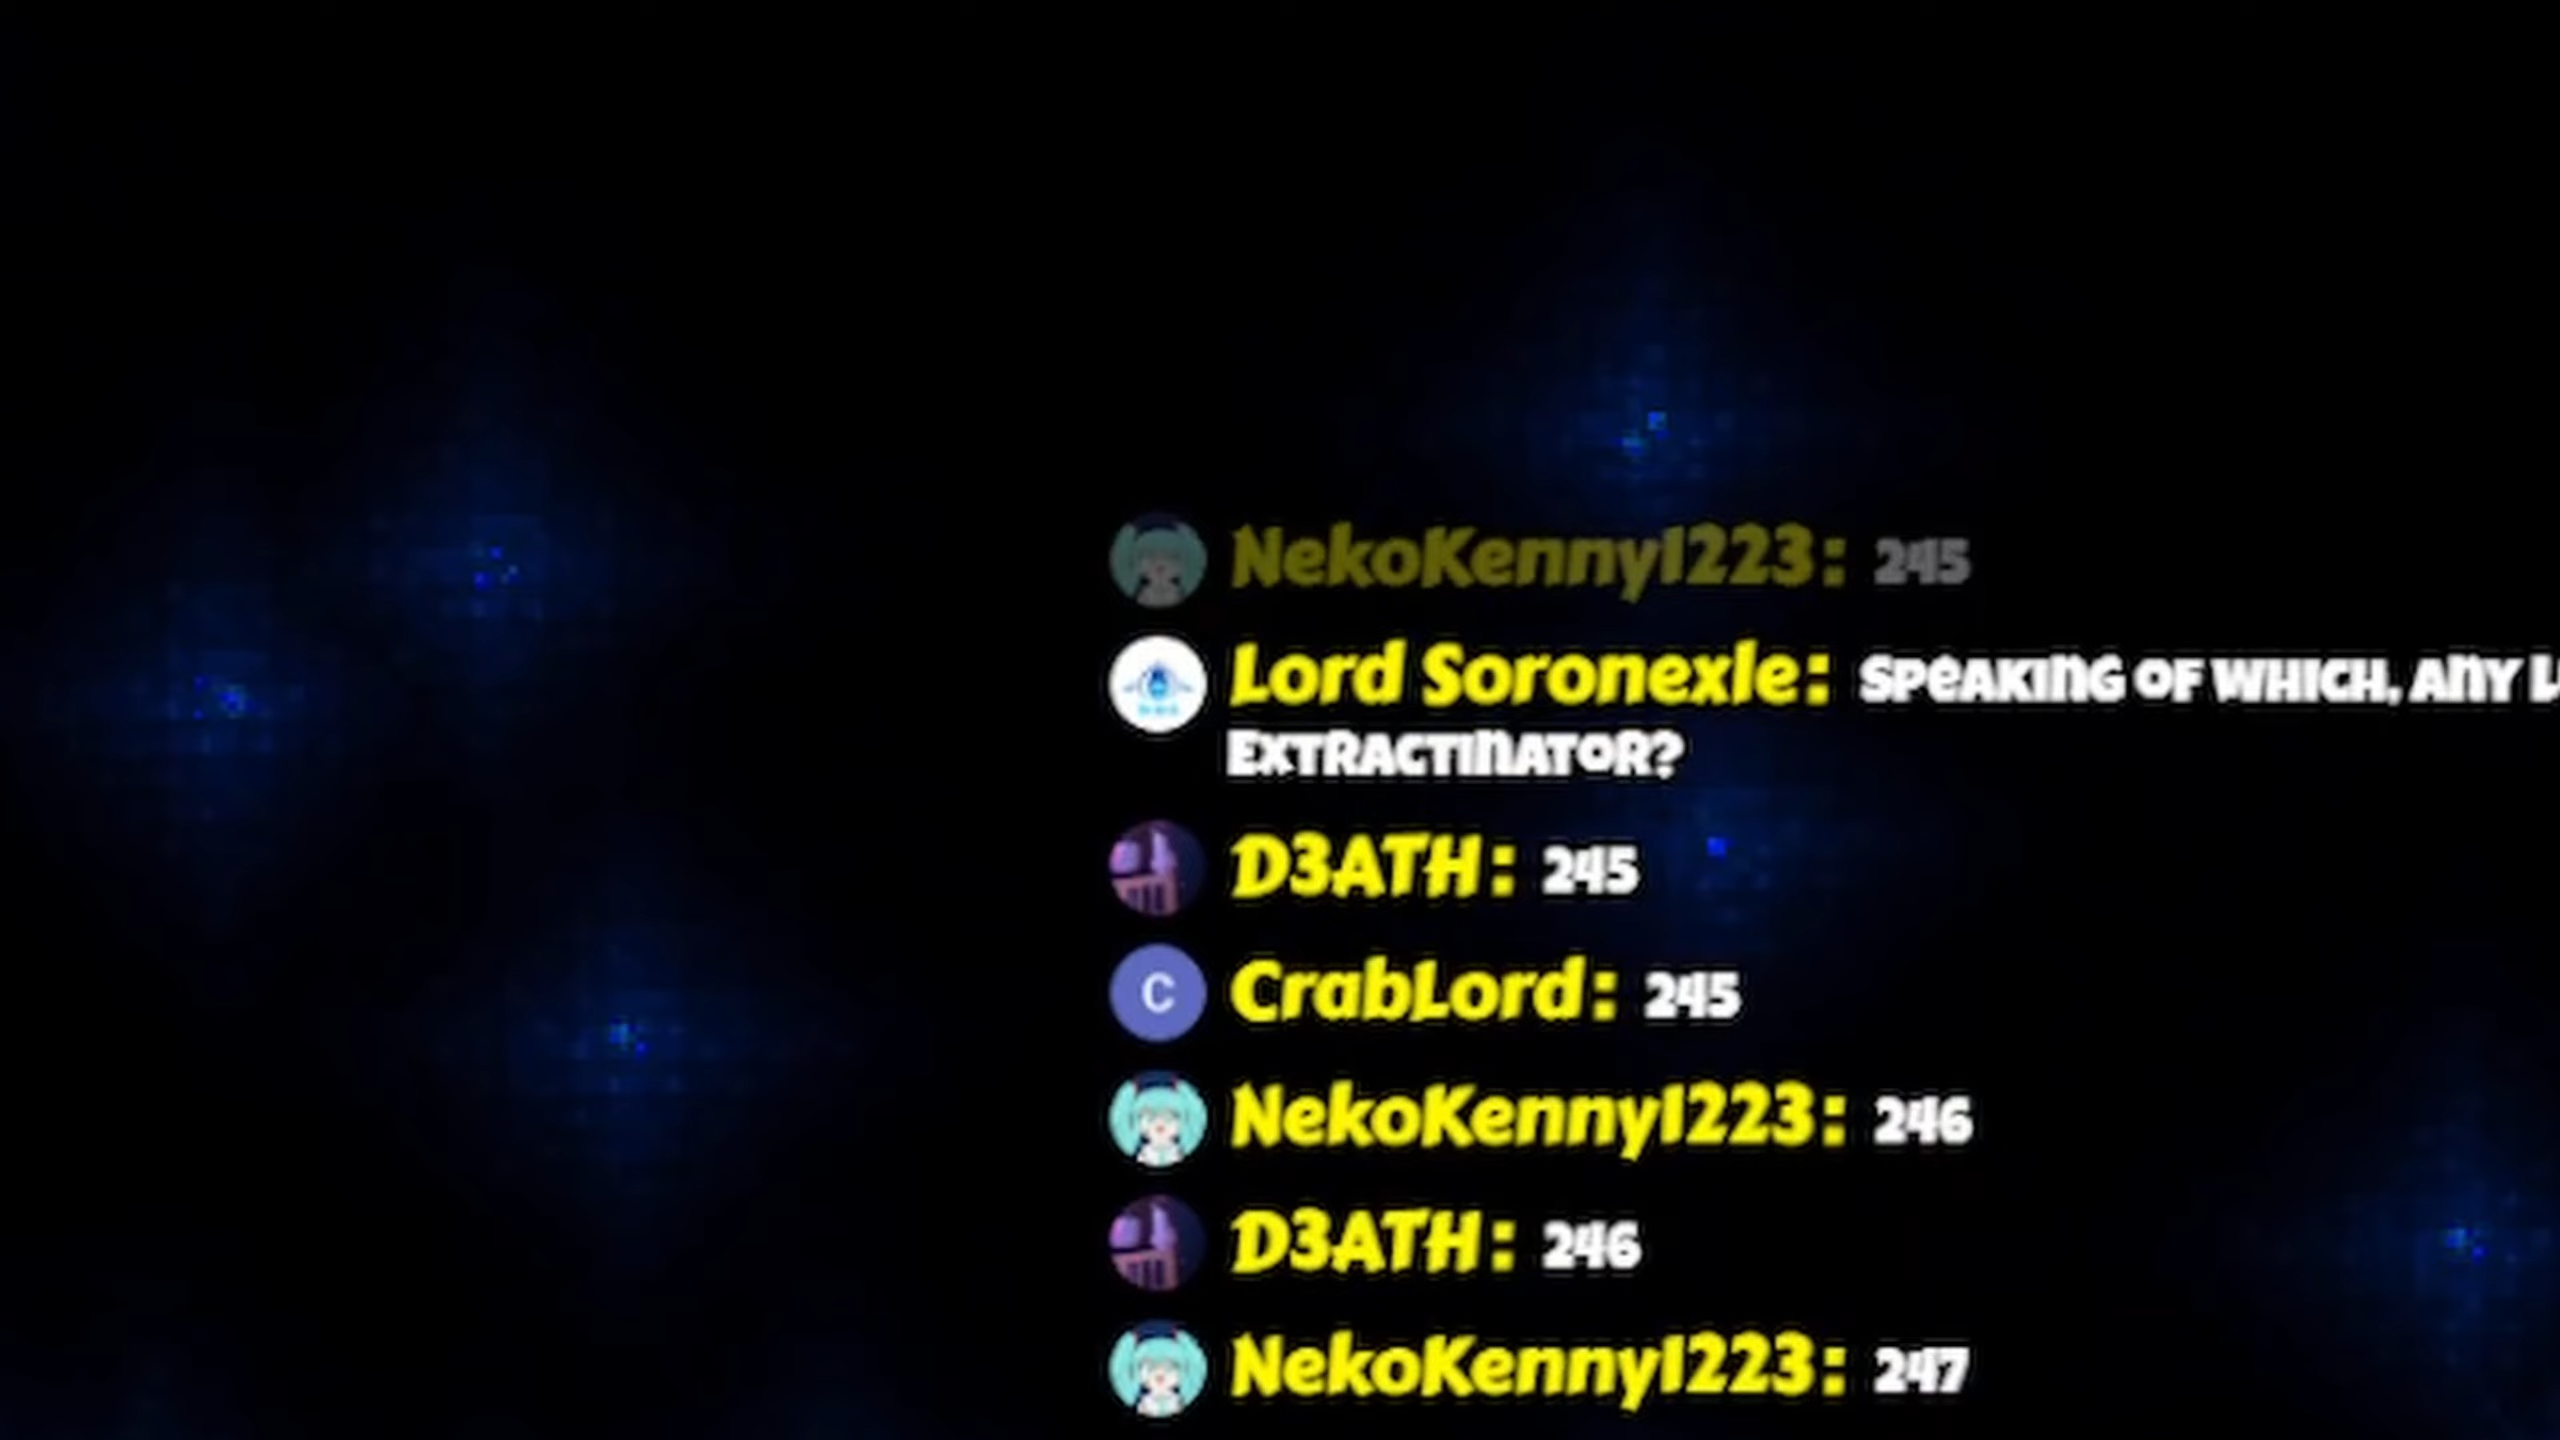 NekoKenny1223: 245
Lord Soronexle: Speaking of which, any
Extractinator?
D3ATH: 245
C
CrabLord: 245
NekoKenny1223: 246
D3ATH: 246
NekoKenny1223: 247